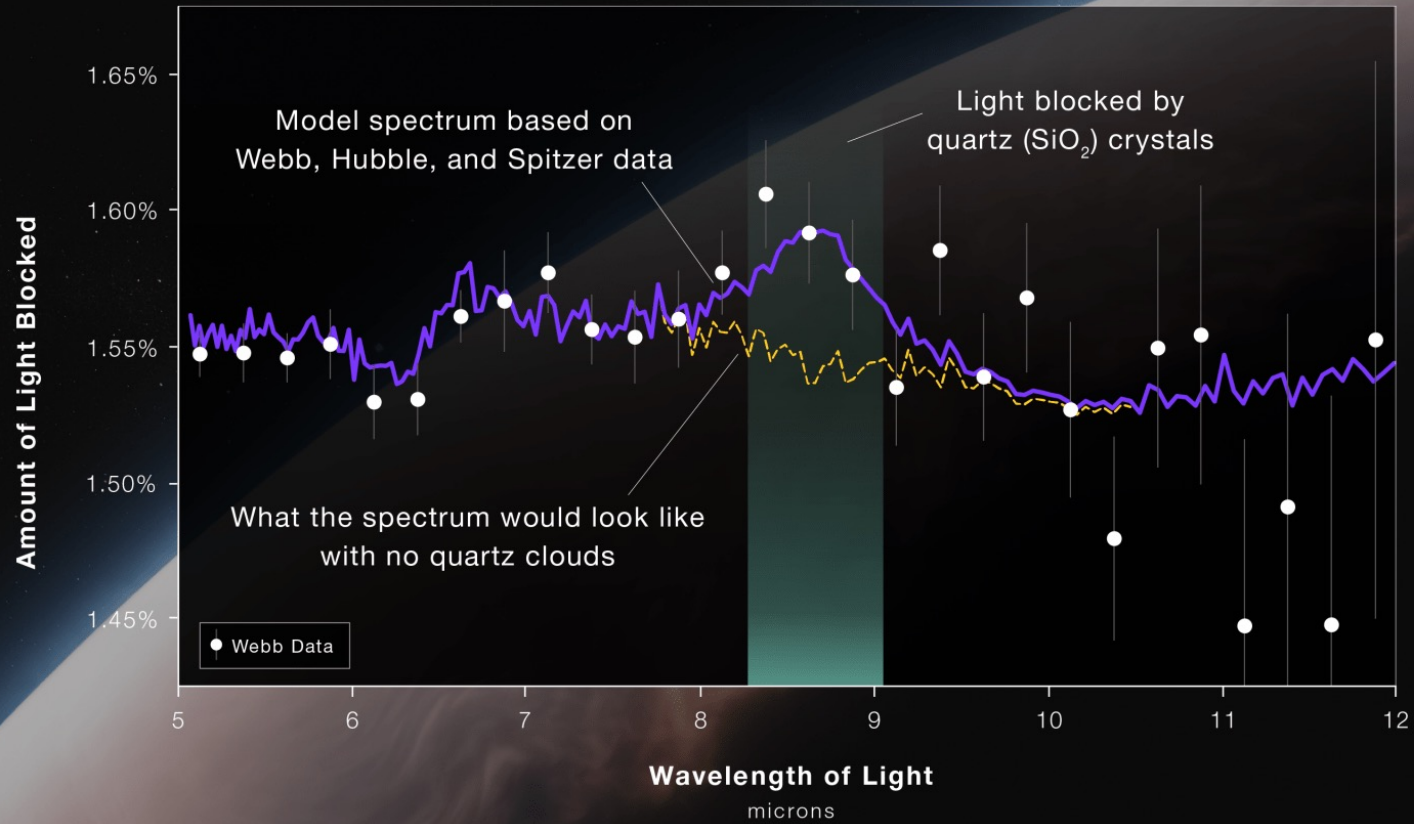 1.65%
1.60%
1.55%
1.50%
1.45%
Amount of Light Blocked
Model spectrum based on
Webb, Hubble, and Spitzer data
Light blocked by
quartz (SiO₂) crystals
What the spectrum would look like
with no quartz clouds
Webb Data
5 6 7 8 9 10 11 12
Wavelength of Light
microns